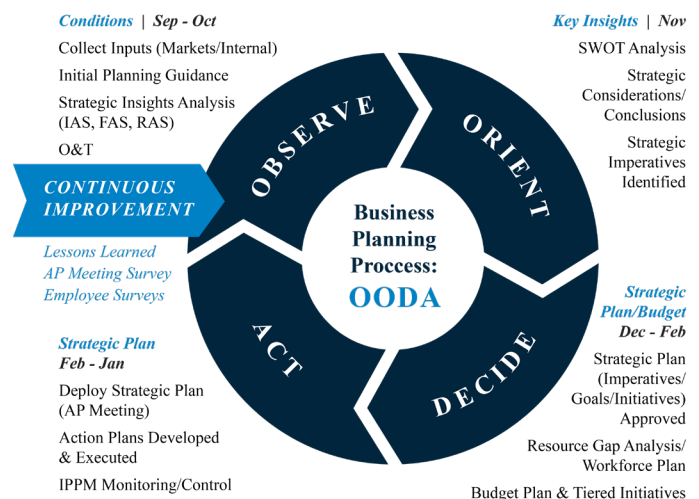 Conditions | Sep - Oct
Collect Inputs (Markets/Internal)
Initial Planning Guidance
Strategic Insights Analysis
(IAS, FAS, RAS)
O&T
CONTINUOUS
IMPROVEMENT
Lessons Learned
AP Meeting Survey
Employee Surveys
Strategic Plan
Feb - Jan
Deploy Strategic Plan
(AP Meeting)
Action Plans Developed
& Executed
IPPM Monitoring/Control
OBSERVE
ORIENT
DECIDE
ACT
Business
Planning
Proccess:
OODA
Key Insights | Nov
SWOT Analysis
Strategic
Considerations/
Conclusions
Strategic
Imperatives
Identified
Strategic
Plan/Budget
Dec - Feb
Strategic Plan
(Imperatives/
Goals/Initiatives)
Approved
Resource Gap Analysis/
Workforce Plan
Budget Plan & Tiered Initiatives